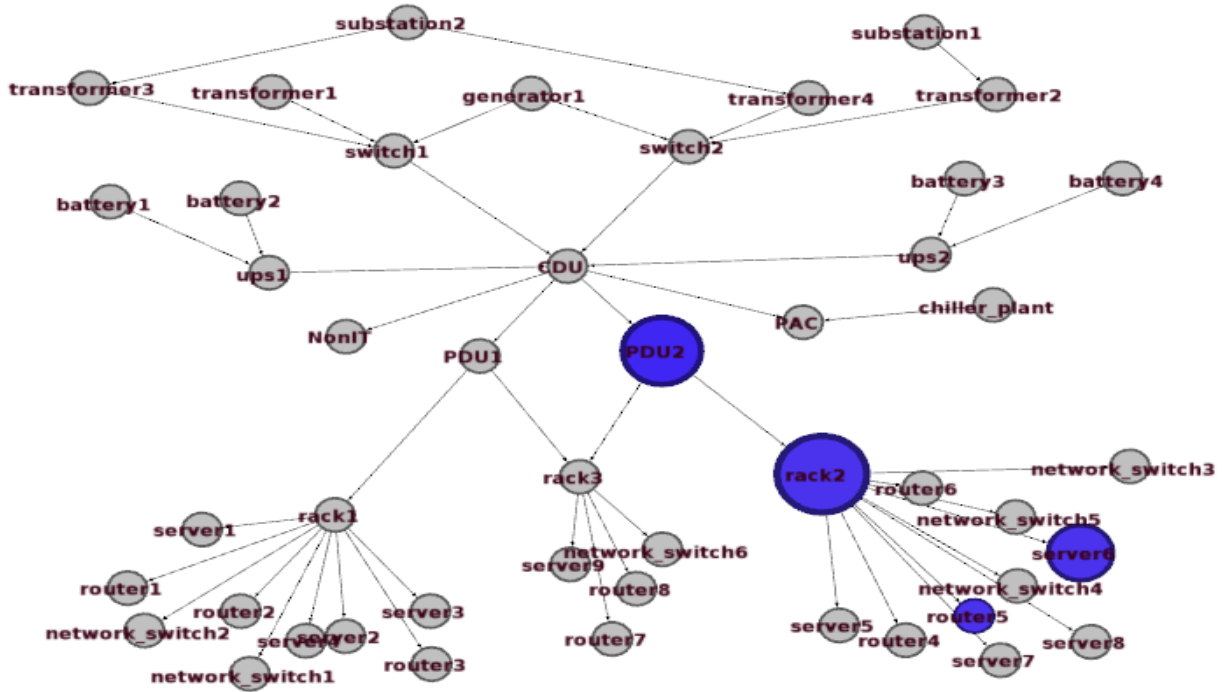 substation2
substation1
transformer3
transformer1
generator1
transformer4
transformer2
switch1
switch2
battery1
battery2
battery3
battery4
ups1
CDU
ups2
NonIT
PAC
chiller_plant
PDU1
PDU2
rack3
rack2
network_switch3
router6
rack1
server1
network_switch5
network_switch6
server6
server9
router1
router8
network_switch4
router2
server3
router5
network_switch2
server2
router7
server5
router4
server8
router3
server7
network_switch1